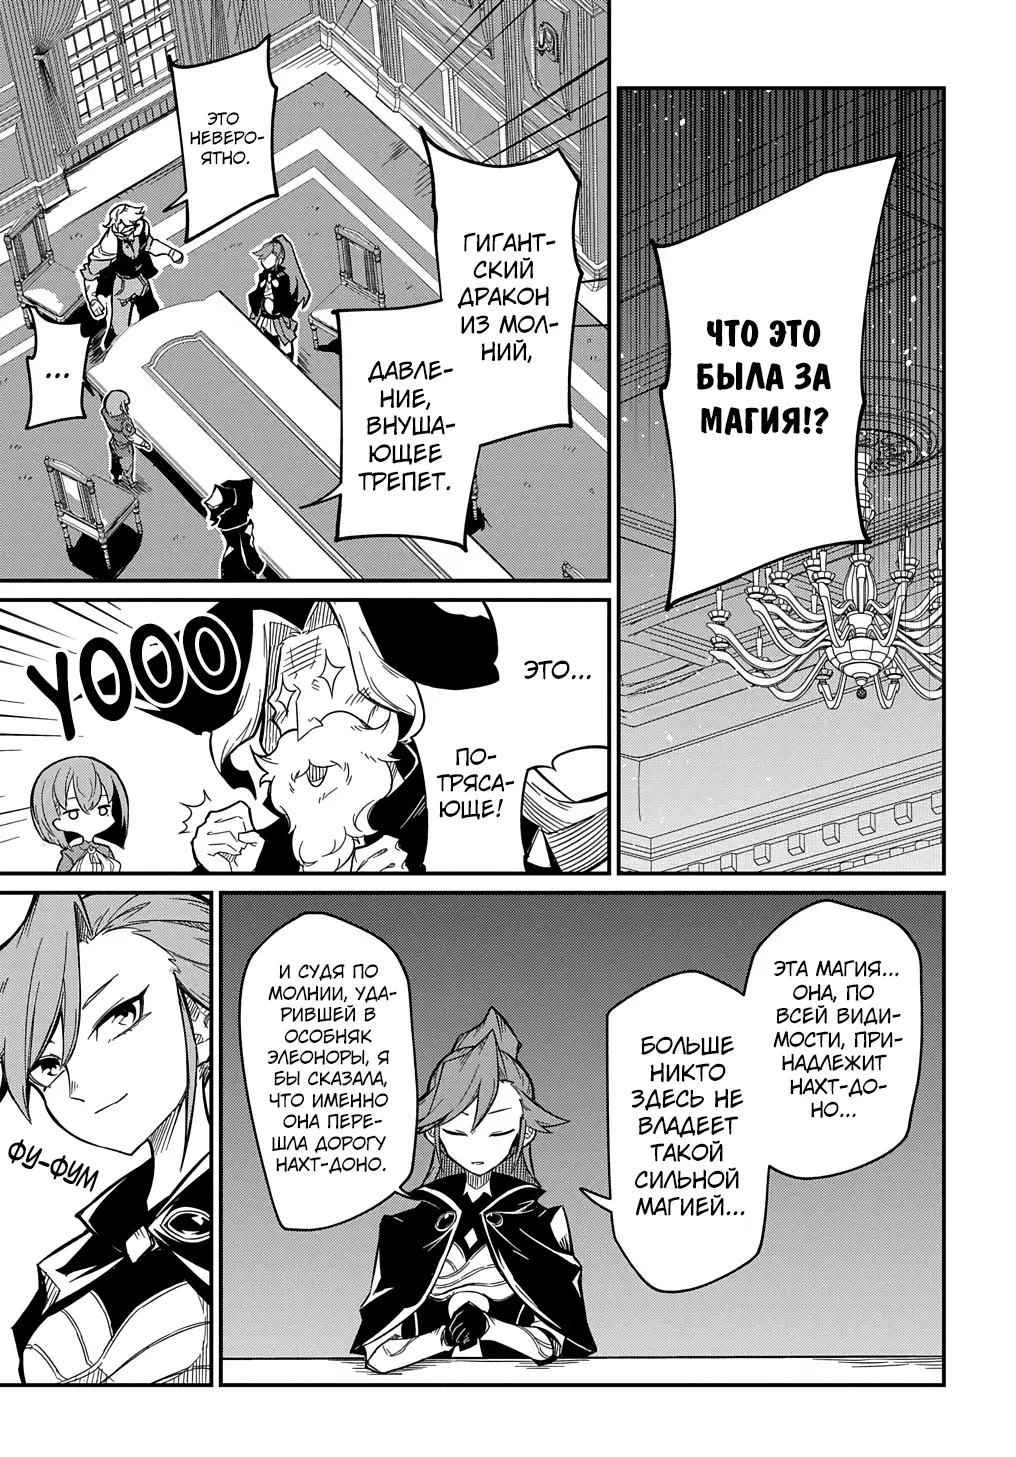 ЧТО ЭТО
БЫЛА ЗА
МАГИЯ!?
ГИГАНТ-
СКИЙ
ДРАКОН
ИЗ МОЛ-
НИЙ,
ДАВЛЕ-
НИЕ,
ВНУША-
ЮЩЕЕ
ТРЕПЕТ.
ЭТО
НЕВЕРО-
ЯТНО.
...
ЭТО...
ПО-
ТРЯСА-
ЮЩЕ!
УООО
ЭТА МАГИЯ...
ОНА, ПО
ВСЕЙ ВИДИ-
МОСТИ, ПРИ-
НАДЛЕЖИТ
НАХТ-ДО-
НО...
БОЛЬШЕ
НИКТО
ЗДЕСЬ НЕ
ВЛАДЕЕТ
ТАКОЙ
СИЛЬНОЙ
МАГИЕЙ...
И СУДЯ ПО
МОЛНИИ, УДА-
РИВШЕЙ В
ОСОБНЯК
ЭЛЕОНОРЫ, Я
БЫ СКАЗАЛА,
ЧТО ИМЕННО
ОНА ПЕРЕ-
ШЛА ДОРОГУ
НАХТ-ДОНО.
ФУ-ФУМ